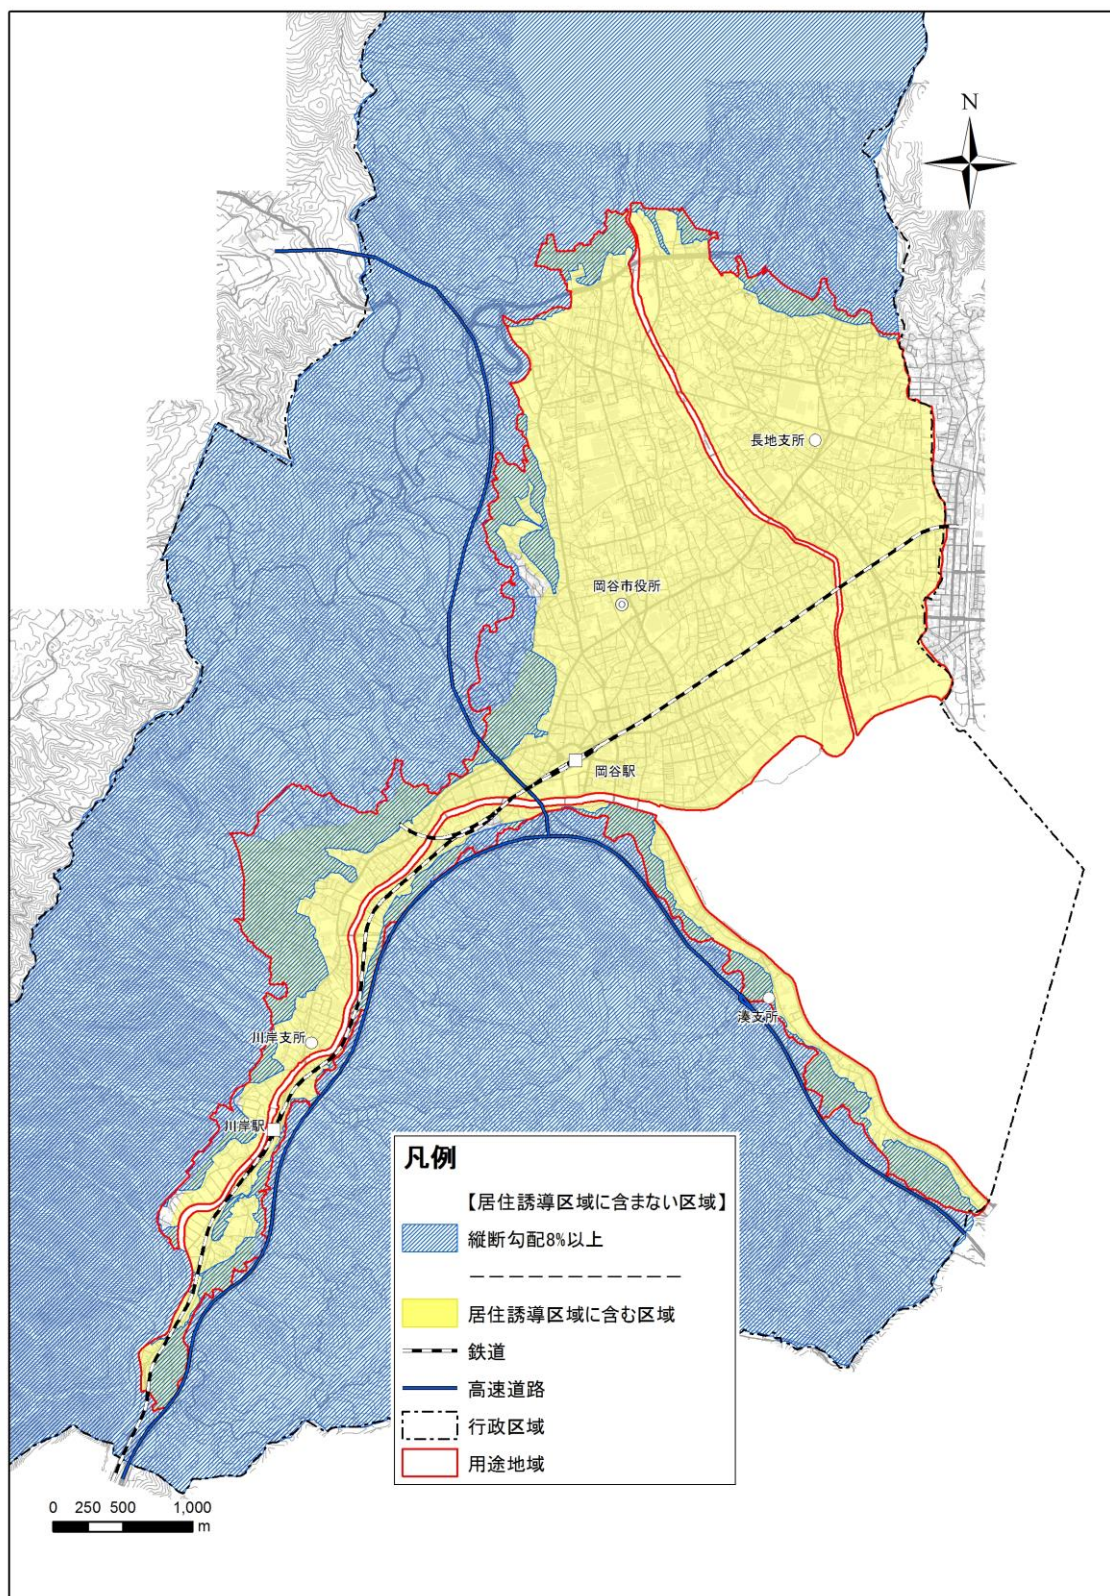 N
長地支所
岡谷市役所
岡谷駅
湊支所
川岸支所
川岸駅
凡例
【居住誘導区域に含まない区域】
縦断勾配8%以上
居住誘導区域に含む区域
鉄道
高速道路
行政区域
用途地域
0 250 500 1,000
m